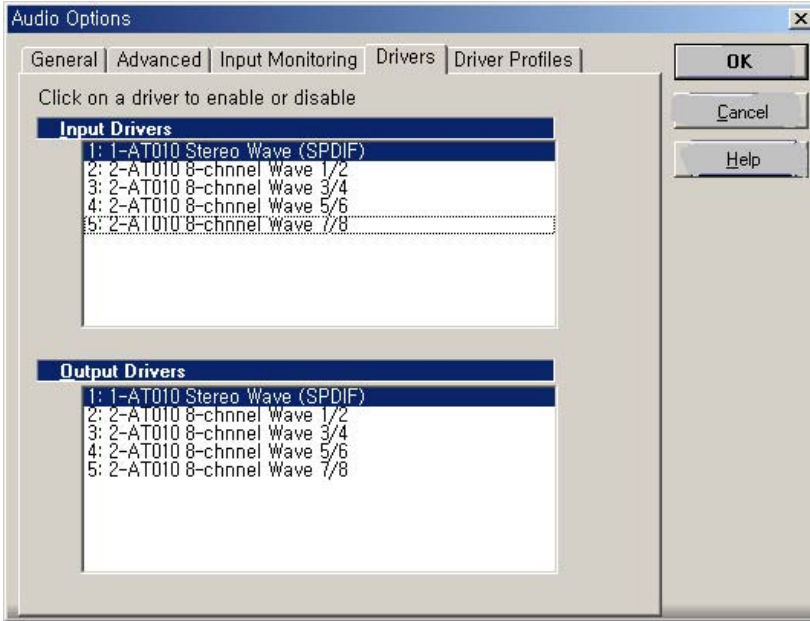 Audio Options
General
Advanced
Input Monitoring
Drivers
Driver Profiles
OK
Cancel
Help
Click on a driver to enable or disable
Input Drivers
1: 1-AT010 Stereo Wave (SPDIF)
2: 2-AT010 8-chnnel Wave 1/2
3: 2-AT010 8-chnnel Wave 3/4
4: 2-AT010 8-chnnel Wave 5/6
5: 2-AT010 8-chnnel Wave 7/8
Output Drivers
1: 1-AT010 Stereo Wave (SPDIF)
2: 2-AT010 8-chnnel Wave 1/2
3: 2-AT010 8-chnnel Wave 3/4
4: 2-AT010 8-chnnel Wave 5/6
5: 2-AT010 8-chnnel Wave 7/8